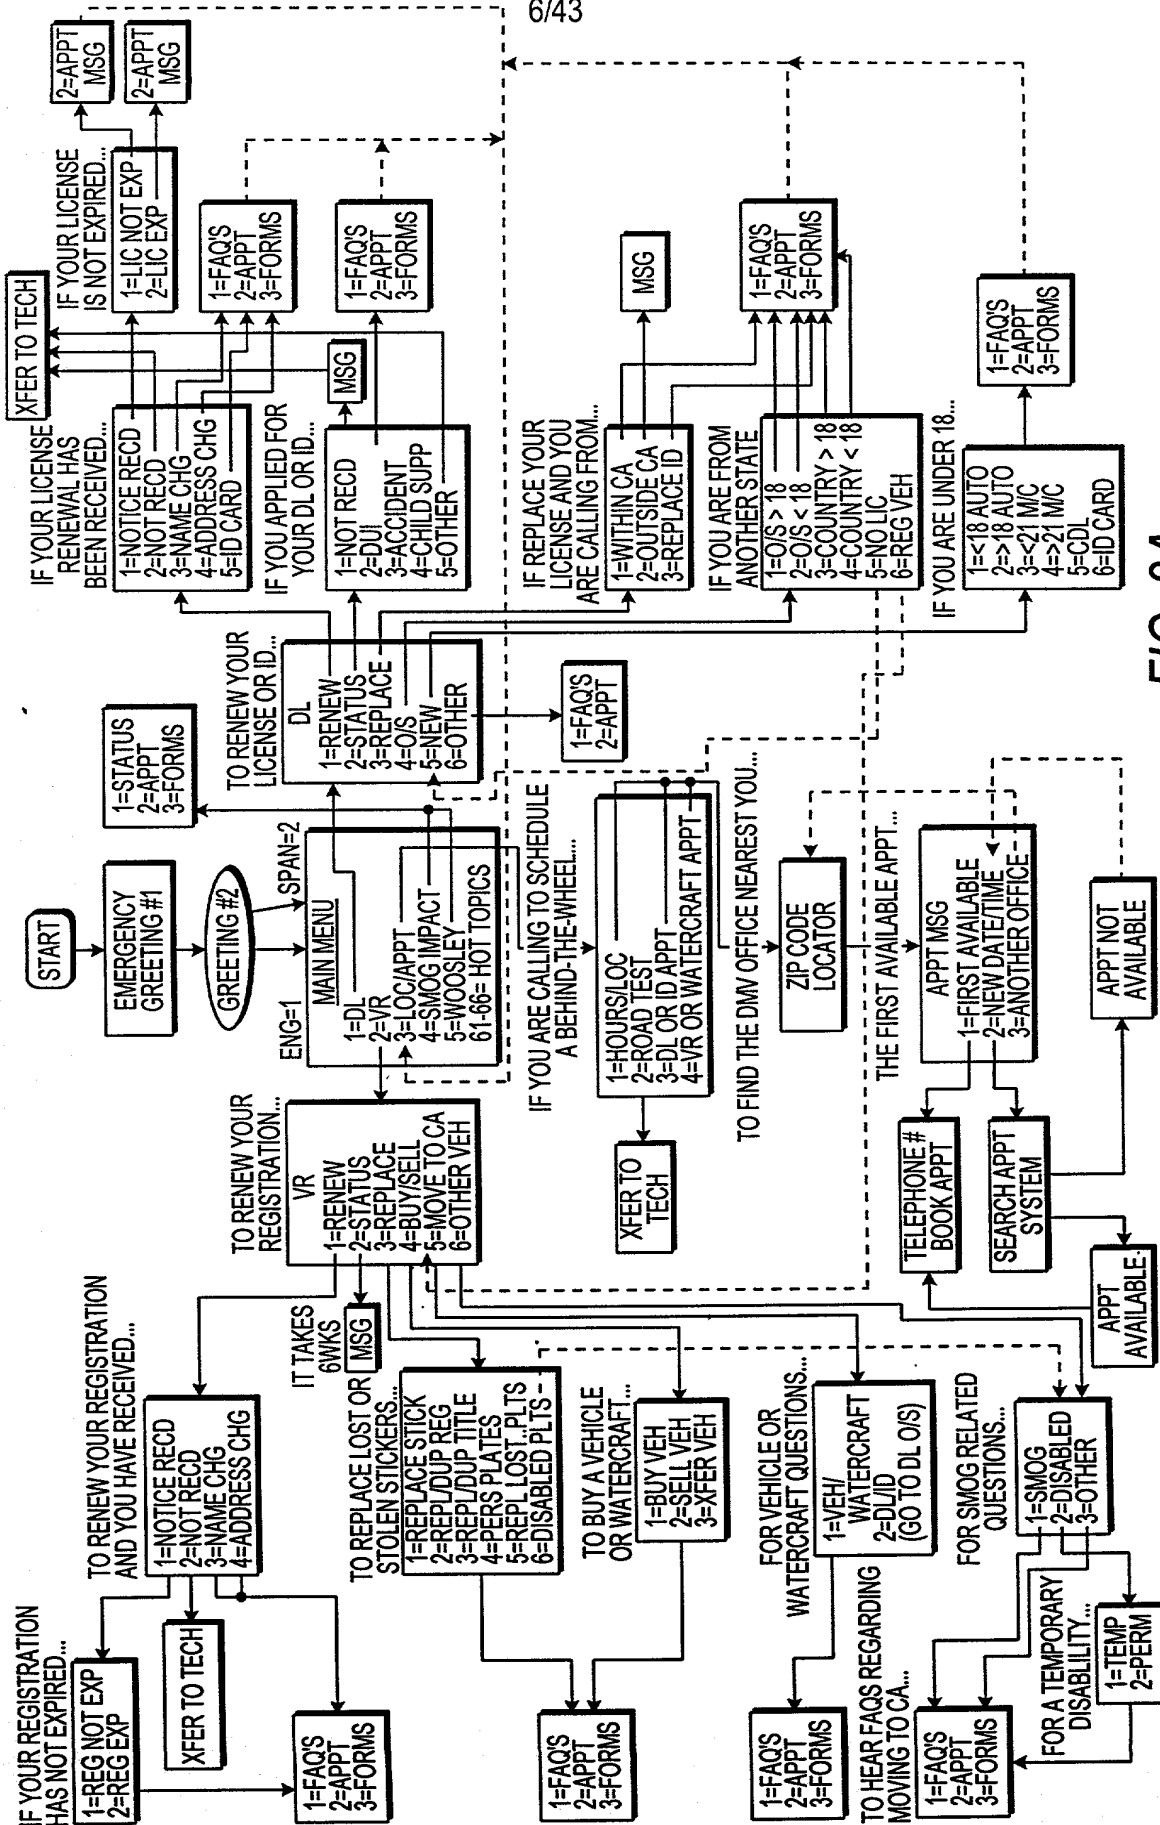 6/43
START
EMERGENCY
GREETING #1
GREETING #2
ENG=1
SPAN=2
MAIN MENU
1=DL
2=VR
3=LOC/APPT
4=SMOG IMPACT
5=WOOSLEY
61-66= HOT TOPICS
1=STATUS
2=APPT
3=FORMS
TO RENEW YOUR
LICENSE OR ID...
DL
1=RENEW
2=STATUS
3=REPLACE
4=O/S
5=NEW
6=OTHER
1=FAQ'S
2=APPT
IF YOUR LICENSE
RENEWAL HAS
BEEN RECEIVED...
1=NOTICE RECD
2=NOT RECD
3=NAME CHG
4=ADDRESS CHG
5=ID CARD
XFER TO TECH
IF YOUR LICENSE
IS NOT EXPIRED...
1=LIC NOT EXP
2=LIC EXP
2=APPT
MSG
2=APPT
MSG
1=FAQ'S
2=APPT
3=FORMS
IF YOU APPLIED FOR
YOUR DL OR ID...
1=NOT RECD
2=DUI
3=ACCIDENT
4=CHILD SUPP
5=OTHER
MSG
1=FAQ'S
2=APPT
3=FORMS
IF REPLACE YOUR
LICENSE AND YOU
ARE CALLING FROM...
1=WITHIN CA
2=OUTSIDE CA
3=REPLACE ID
MSG
IF YOU ARE FROM
ANOTHER STATE
1=O/S > 18
2=O/S < 18
3=COUNTRY > 18
4=COUNTRY < 18
5=NO LIC
6=REG VEH
1=FAQ'S
2=APPT
3=FORMS
IF YOU ARE UNDER 18...
1=<18 AUTO
2=>18 AUTO
3=<21 M/C
4=>21 M/C
5=CDL
6=ID CARD
1=FAQ'S
2=APPT
3=FORMS
IF YOU ARE CALLING TO SCHEDULE
A BEHIND-THE-WHEEL...
1=HOURS/LOC
2=ROAD TEST
3=DL OR ID APPT
4=VR OR WATERCRAFT APPT
XFER TO
TECH
TO FIND THE DMV OFFICE NEAREST YOU...
ZIP CODE
LOCATOR
THE FIRST AVAILABLE APPT...
APPT MSG
1=FIRST AVAILABLE
2=NEW DATE/TIME
3=ANOTHER OFFICE
TELEPHONE #
BOOK APPT
SEARCH APPT
SYSTEM
APPT NOT
AVAILABLE
APPT
AVAILABLE
TO RENEW YOUR
REGISTRATION...
VR
1=RENEW
2=STATUS
3=REPLACE
4=BUY/SELL
5=MOVE TO CA
6=OTHER VEH
TO RENEW YOUR REGISTRATION
AND YOU HAVE RECEIVED...
1=NOTICE RECD
2=NOT RECD
3=NAME CHG
4=ADDRESS CHG
IF YOUR REGISTRATION
HAS NOT EXPIRED...
1=REG NOT EXP
2=REG EXP
XFER TO TECH
1=FAQ'S
2=APPT
3=FORMS
IT TAKES
6WKS
MSG
TO REPLACE LOST OR
STOLEN STICKERS...
1=REPLACE STICK
2=REPL/DUP REG
3=REPL/DUP TITLE
4=PERS PLATES
5=REPL LOST..PLTS
6=DISABLED PLTS
TO BUY A VEHICLE
OR WATERCRAFT...
1=BUY VEH
2=SELL VEH
3=XFER VEH
1=FAQ'S
2=APPT
3=FORMS
FOR VEHICLE OR
WATERCRAFT QUESTIONS...
1=VEH/
WATERCRAFT
2=DL/ID
(GO TO DL O/S)
1=FAQ'S
2=APPT
3=FORMS
TO HEAR FAQS REGARDING
MOVING TO CA...
FOR SMOG RELATED
QUESTIONS...
1=SMOG
2=DISABLED
3=OTHER
1=FAQ'S
2=APPT
3=FORMS
FOR A TEMPORARY
DISABLILITY...
1=TEMP
2=PERM